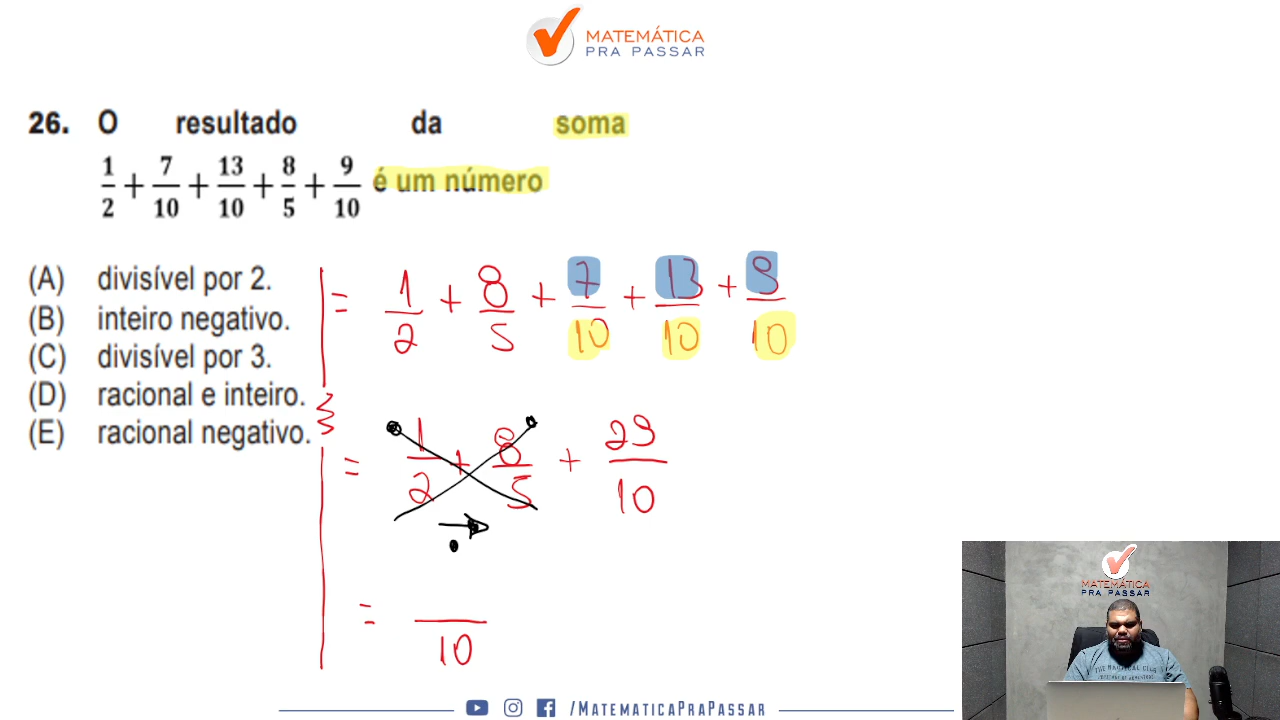 MATEMÁTICA
PRA PASSAR
26. O resultado da soma
1/2 + 7/10 + 13/10 + 8/5 + 9/10 é um número
(A) divisível por 2.
(B) inteiro negativo.
(C) divisível por 3.
(D) racional e inteiro.
(E) racional negativo.
= 1/2 + 8/5 + 7/10 + 13/10 + 9/10
= 1/2 + 8/5 + 29/10
= /10
MATEMÁTICA
PRA PASSAR
/MatematicaPraPassar